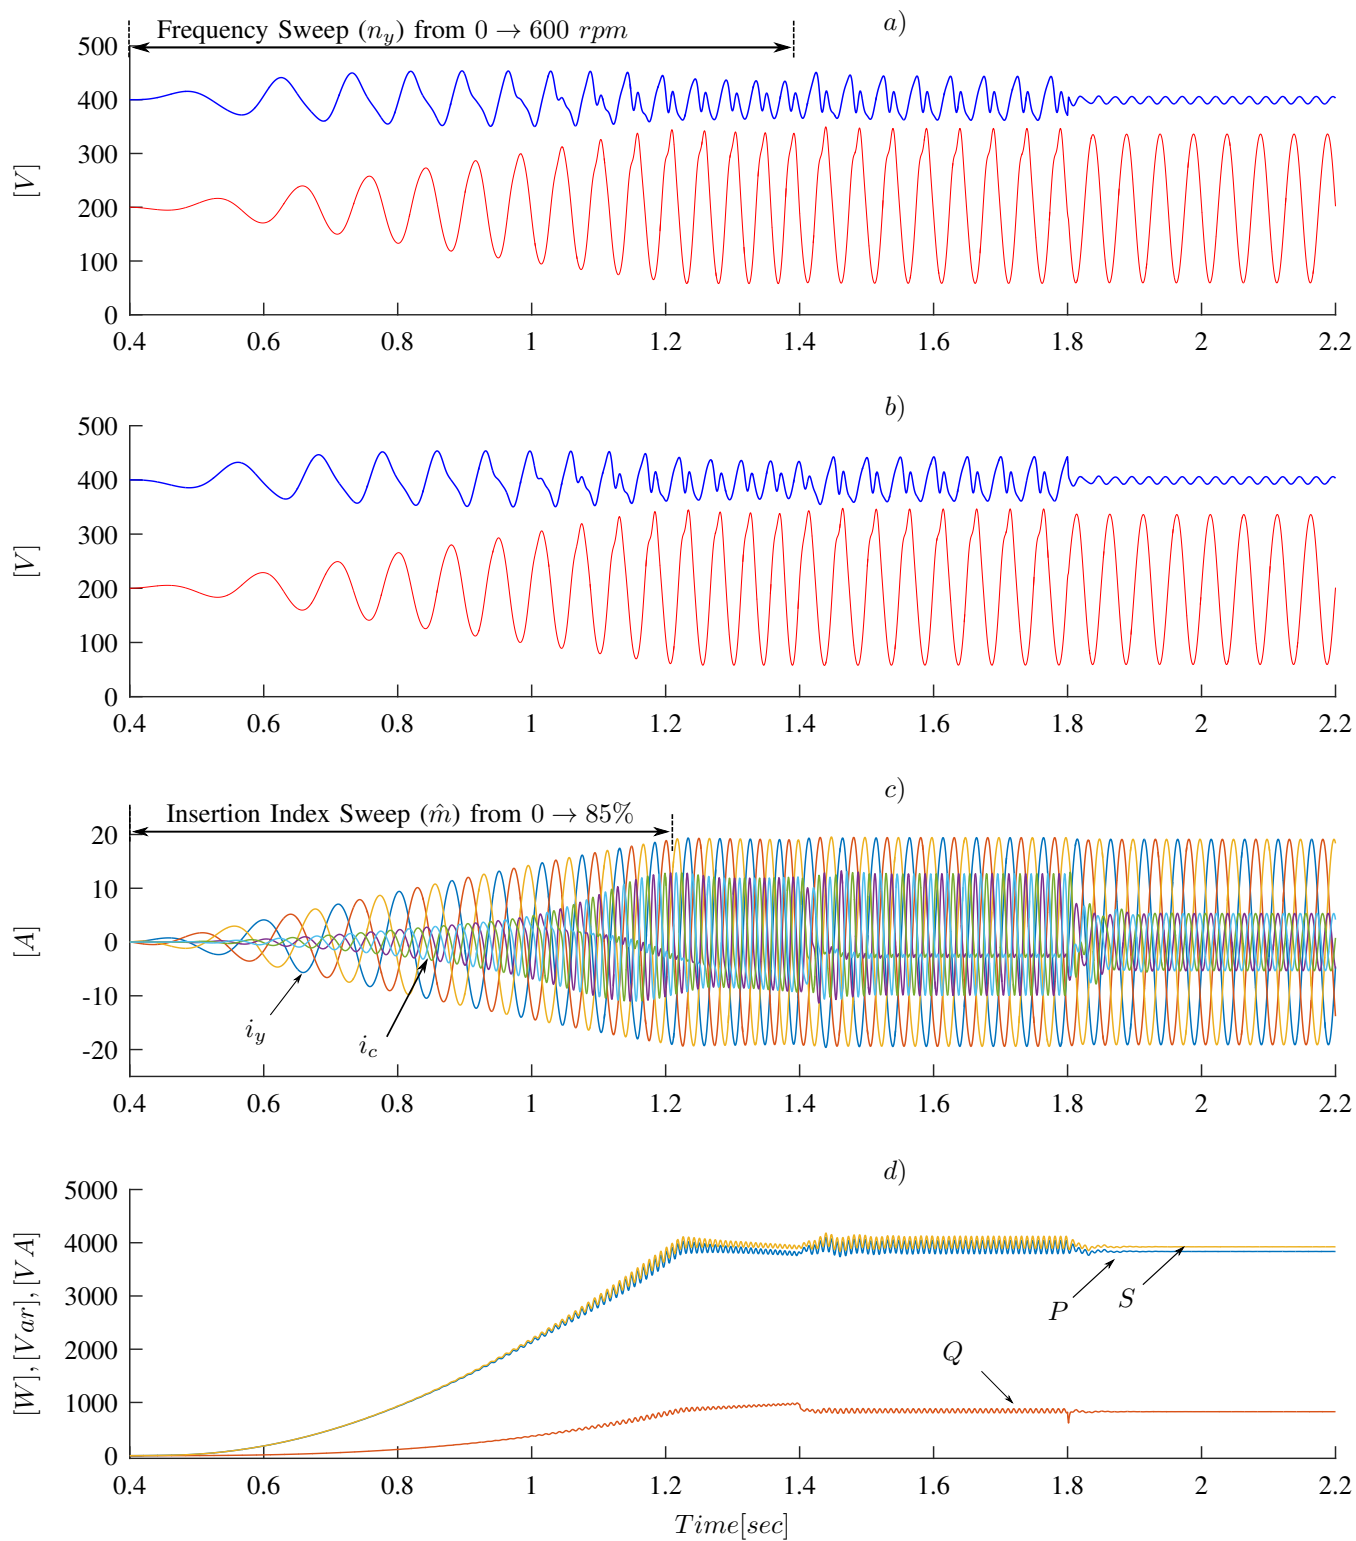 Frequency Sweep (n_y) from 0 → 600 rpm
a)
500
400
300
200
100
0
[V]
0.4 0.6 0.8 1 1.2 1.4 1.6 1.8 2 2.2
b)
500
400
300
200
100
0
[V]
0.4 0.6 0.8 1 1.2 1.4 1.6 1.8 2 2.2
c)
Insertion Index Sweep (m̂) from 0 → 85%
20
10
0
-10
-20
[A]
i_y
i_c
0.4 0.6 0.8 1 1.2 1.4 1.6 1.8 2 2.2
d)
5000
4000
3000
2000
1000
0
[W], [Var], [VA]
P
S
Q
0.4 0.6 0.8 1 1.2 1.4 1.6 1.8 2 2.2
Time[sec]